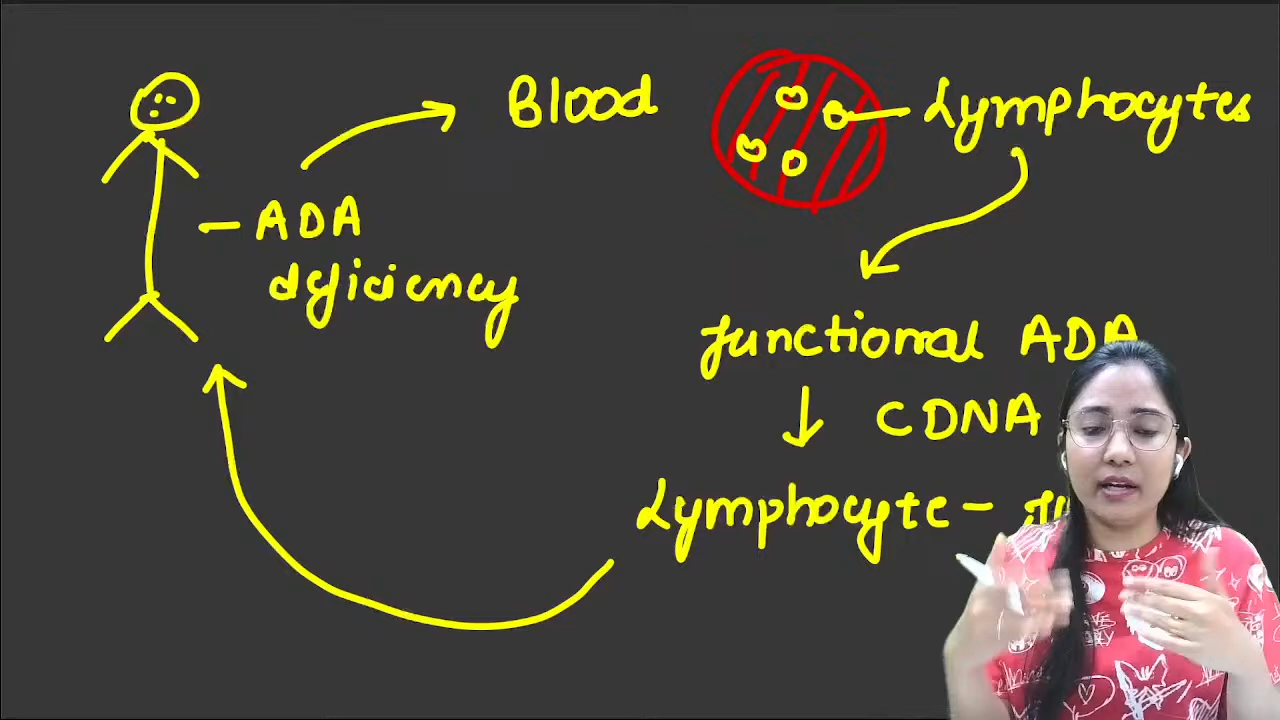 Blood
Lymphocytes
- ADA
deficiency
functional ADA
↓ CDNA
Lymphocyte -